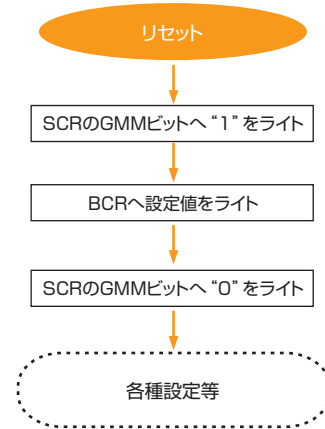 リセット
SCRのGMMビットへ“1”をライト
BCRへ設定値をライト
SCRのGMMビットへ“0”をライト
各種設定等